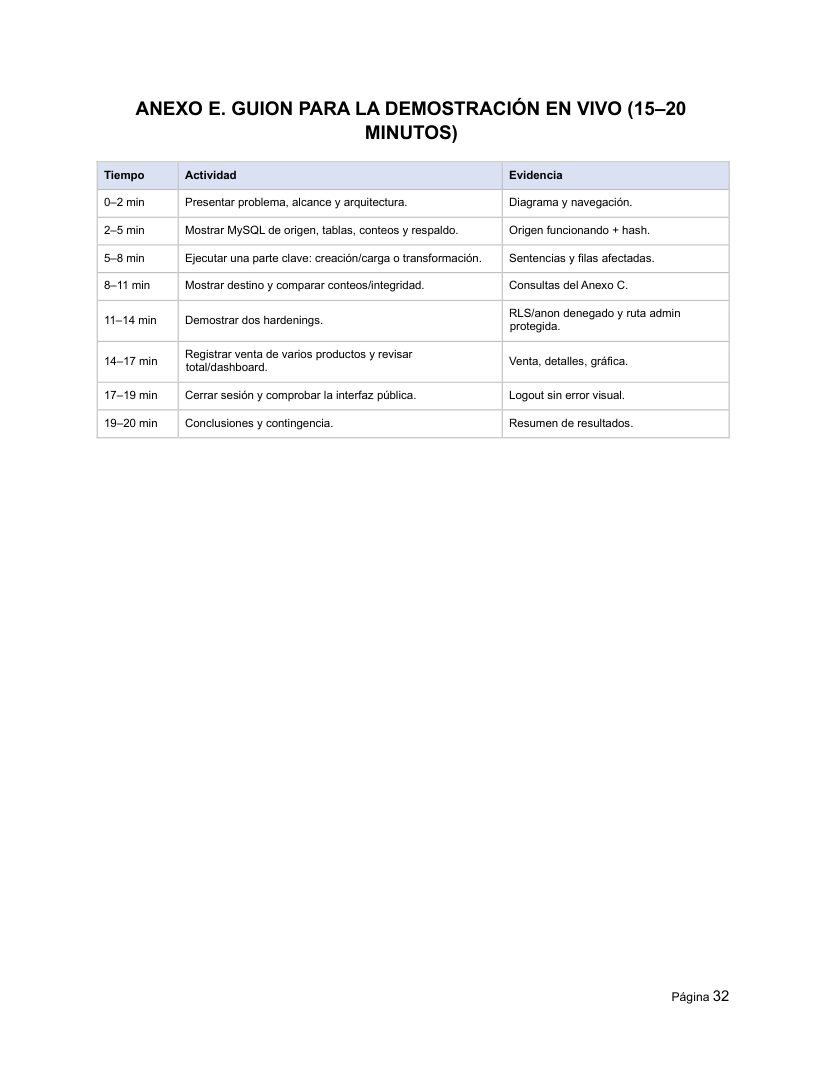 ANEXO E. GUION PARA LA DEMOSTRACIÓN EN VIVO (15–20
MINUTOS)
Tiempo Actividad Evidencia
0–2 min Presentar problema, alcance y arquitectura. Diagrama y navegación.
2–5 min Mostrar MySQL de origen, tablas, conteos y respaldo. Origen funcionando + hash.
5–8 min Ejecutar una parte clave: creación/carga o transformación. Sentencias y filas afectadas.
8–11 min Mostrar destino y comparar conteos/integridad. Consultas del Anexo C.
11–14 min Demostrar dos hardenings. RLS/anon denegado y ruta admin
protegida.
14–17 min Registrar venta de varios productos y revisar
total/dashboard. Venta, detalles, gráfica.
17–19 min Cerrar sesión y comprobar la interfaz pública. Logout sin error visual.
19–20 min Conclusiones y contingencia. Resumen de resultados.
Página 32